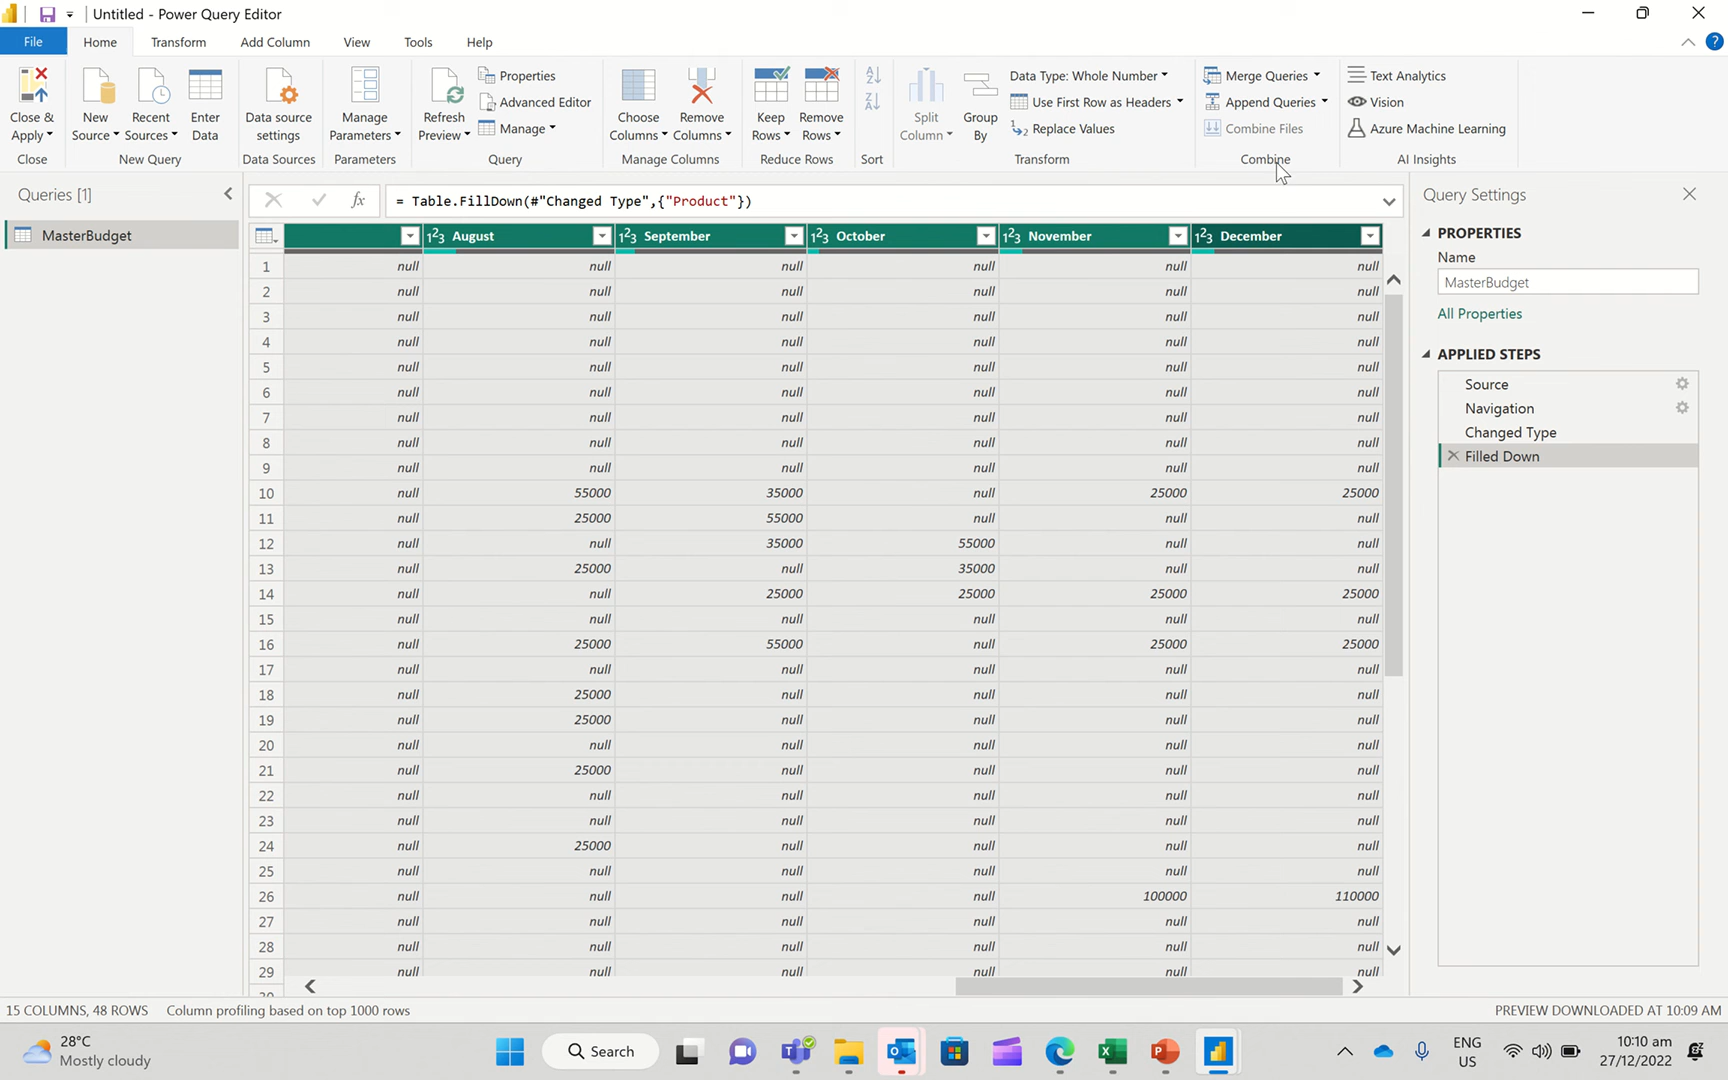 Untitled - Power Query Editor
File Home Transform Add Column View Tools Help
Close & Apply
New Source
Recent Sources
Enter Data
Data source settings
Manage Parameters
Refresh Preview
Properties
Advanced Editor
Manage
Choose Columns
Remove Columns
Keep Rows
Remove Rows
Split Column
Group By
Data Type: Whole Number
Use First Row as Headers
Replace Values
Merge Queries
Append Queries
Combine Files
Text Analytics
Vision
Azure Machine Learning
Close New Query Data Sources Parameters Query Manage Columns Reduce Rows Sort Transform Combine AI Insights
Queries [1]
MasterBudget
fx = Table.FillDown(#"Changed Type",{"Product"})
August September October November December
1 null null null null null null
2 null null null null null null
3 null null null null null null
4 null null null null null null
5 null null null null null null
6 null null null null null null
7 null null null null null null
8 null null null null null null
9 null null null null null null
10 null 55000 35000 null 25000 25000
11 null 25000 55000 null null null
12 null null 35000 55000 null null
13 null 25000 null 35000 null null
14 null null 25000 25000 25000 25000
15 null null null null null null
16 null 25000 55000 null 25000 25000
17 null null null null null null
18 null 25000 null null null null
19 null 25000 null null null null
20 null null null null null null
21 null 25000 null null null null
22 null null null null null null
23 null null null null null null
24 null 25000 null null null null
25 null null null null null null
26 null null null null 100000 110000
27 null null null null null null
28 null null null null null null
29 null null null null null null
Query Settings
PROPERTIES
Name
MasterBudget
All Properties
APPLIED STEPS
Source
Navigation
Changed Type
Filled Down
15 COLUMNS, 48 ROWS Column profiling based on top 1000 rows
PREVIEW DOWNLOADED AT 10:09 AM
28°C
Mostly cloudy
Search
ENG
US
10:10 am
27/12/2022